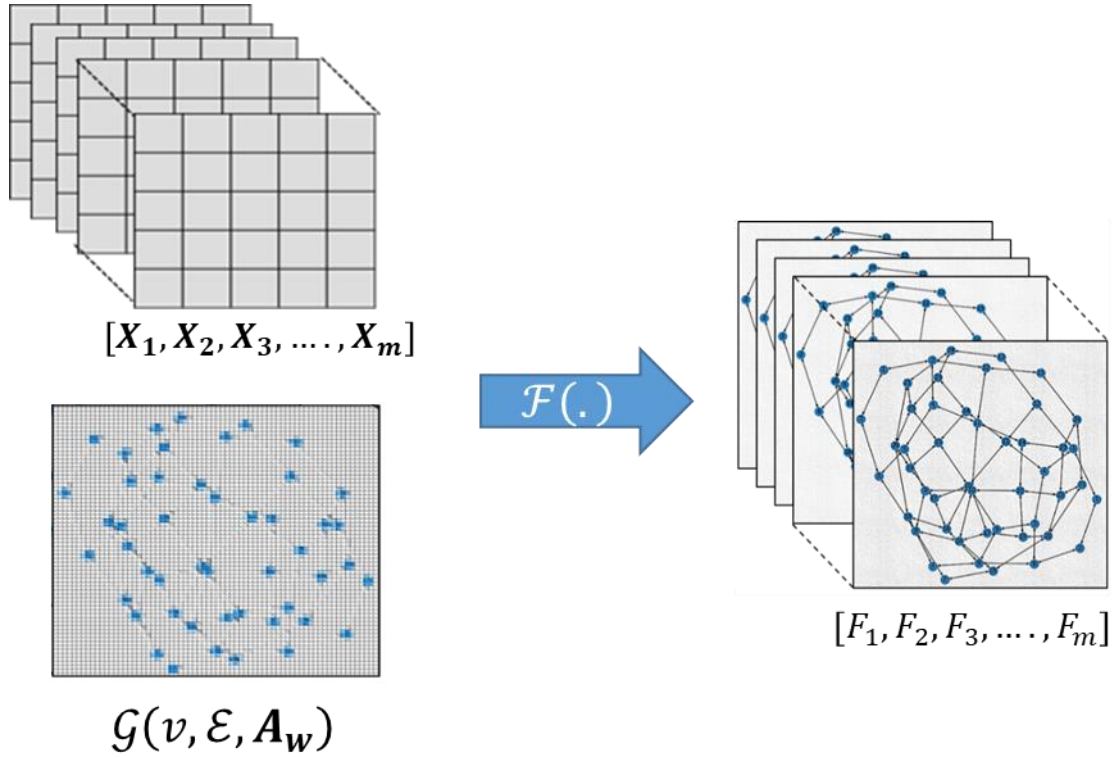 [X₁, X₂, X₃, …., Xₘ]
ℱ(.)
𝒢(v, ℰ, A_w)
[F₁, F₂, F₃, …., Fₘ]